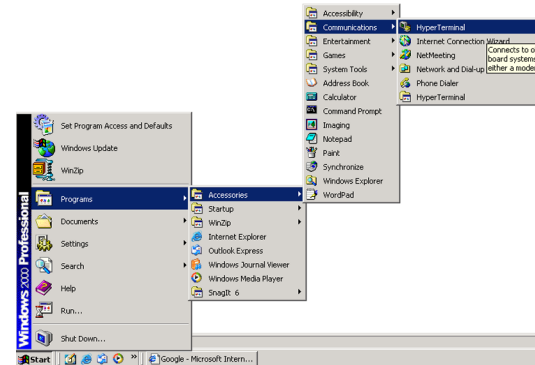 Accessibility
Communications
Entertainment
Games
System Tools
Address Book
Calculator
Command Prompt
Imaging
Notepad
Paint
Synchronize
Windows Explorer
WordPad
HyperTerminal
Internet Connection Wizard
NetMeeting
Network and Dial-up
Phone Dialer
HyperTerminal
Connects to o
board systems
either a mode
Set Program Access and Defaults
Windows Update
WinZip
Programs
Documents
Settings
Search
Help
Run...
Shut Down...
Windows 2000 Professional
Accessories
Startup
WinZip
Internet Explorer
Outlook Express
Windows Journal Viewer
Windows Media Player
SnagIt 6
Start
»
Google - Microsoft Intern...